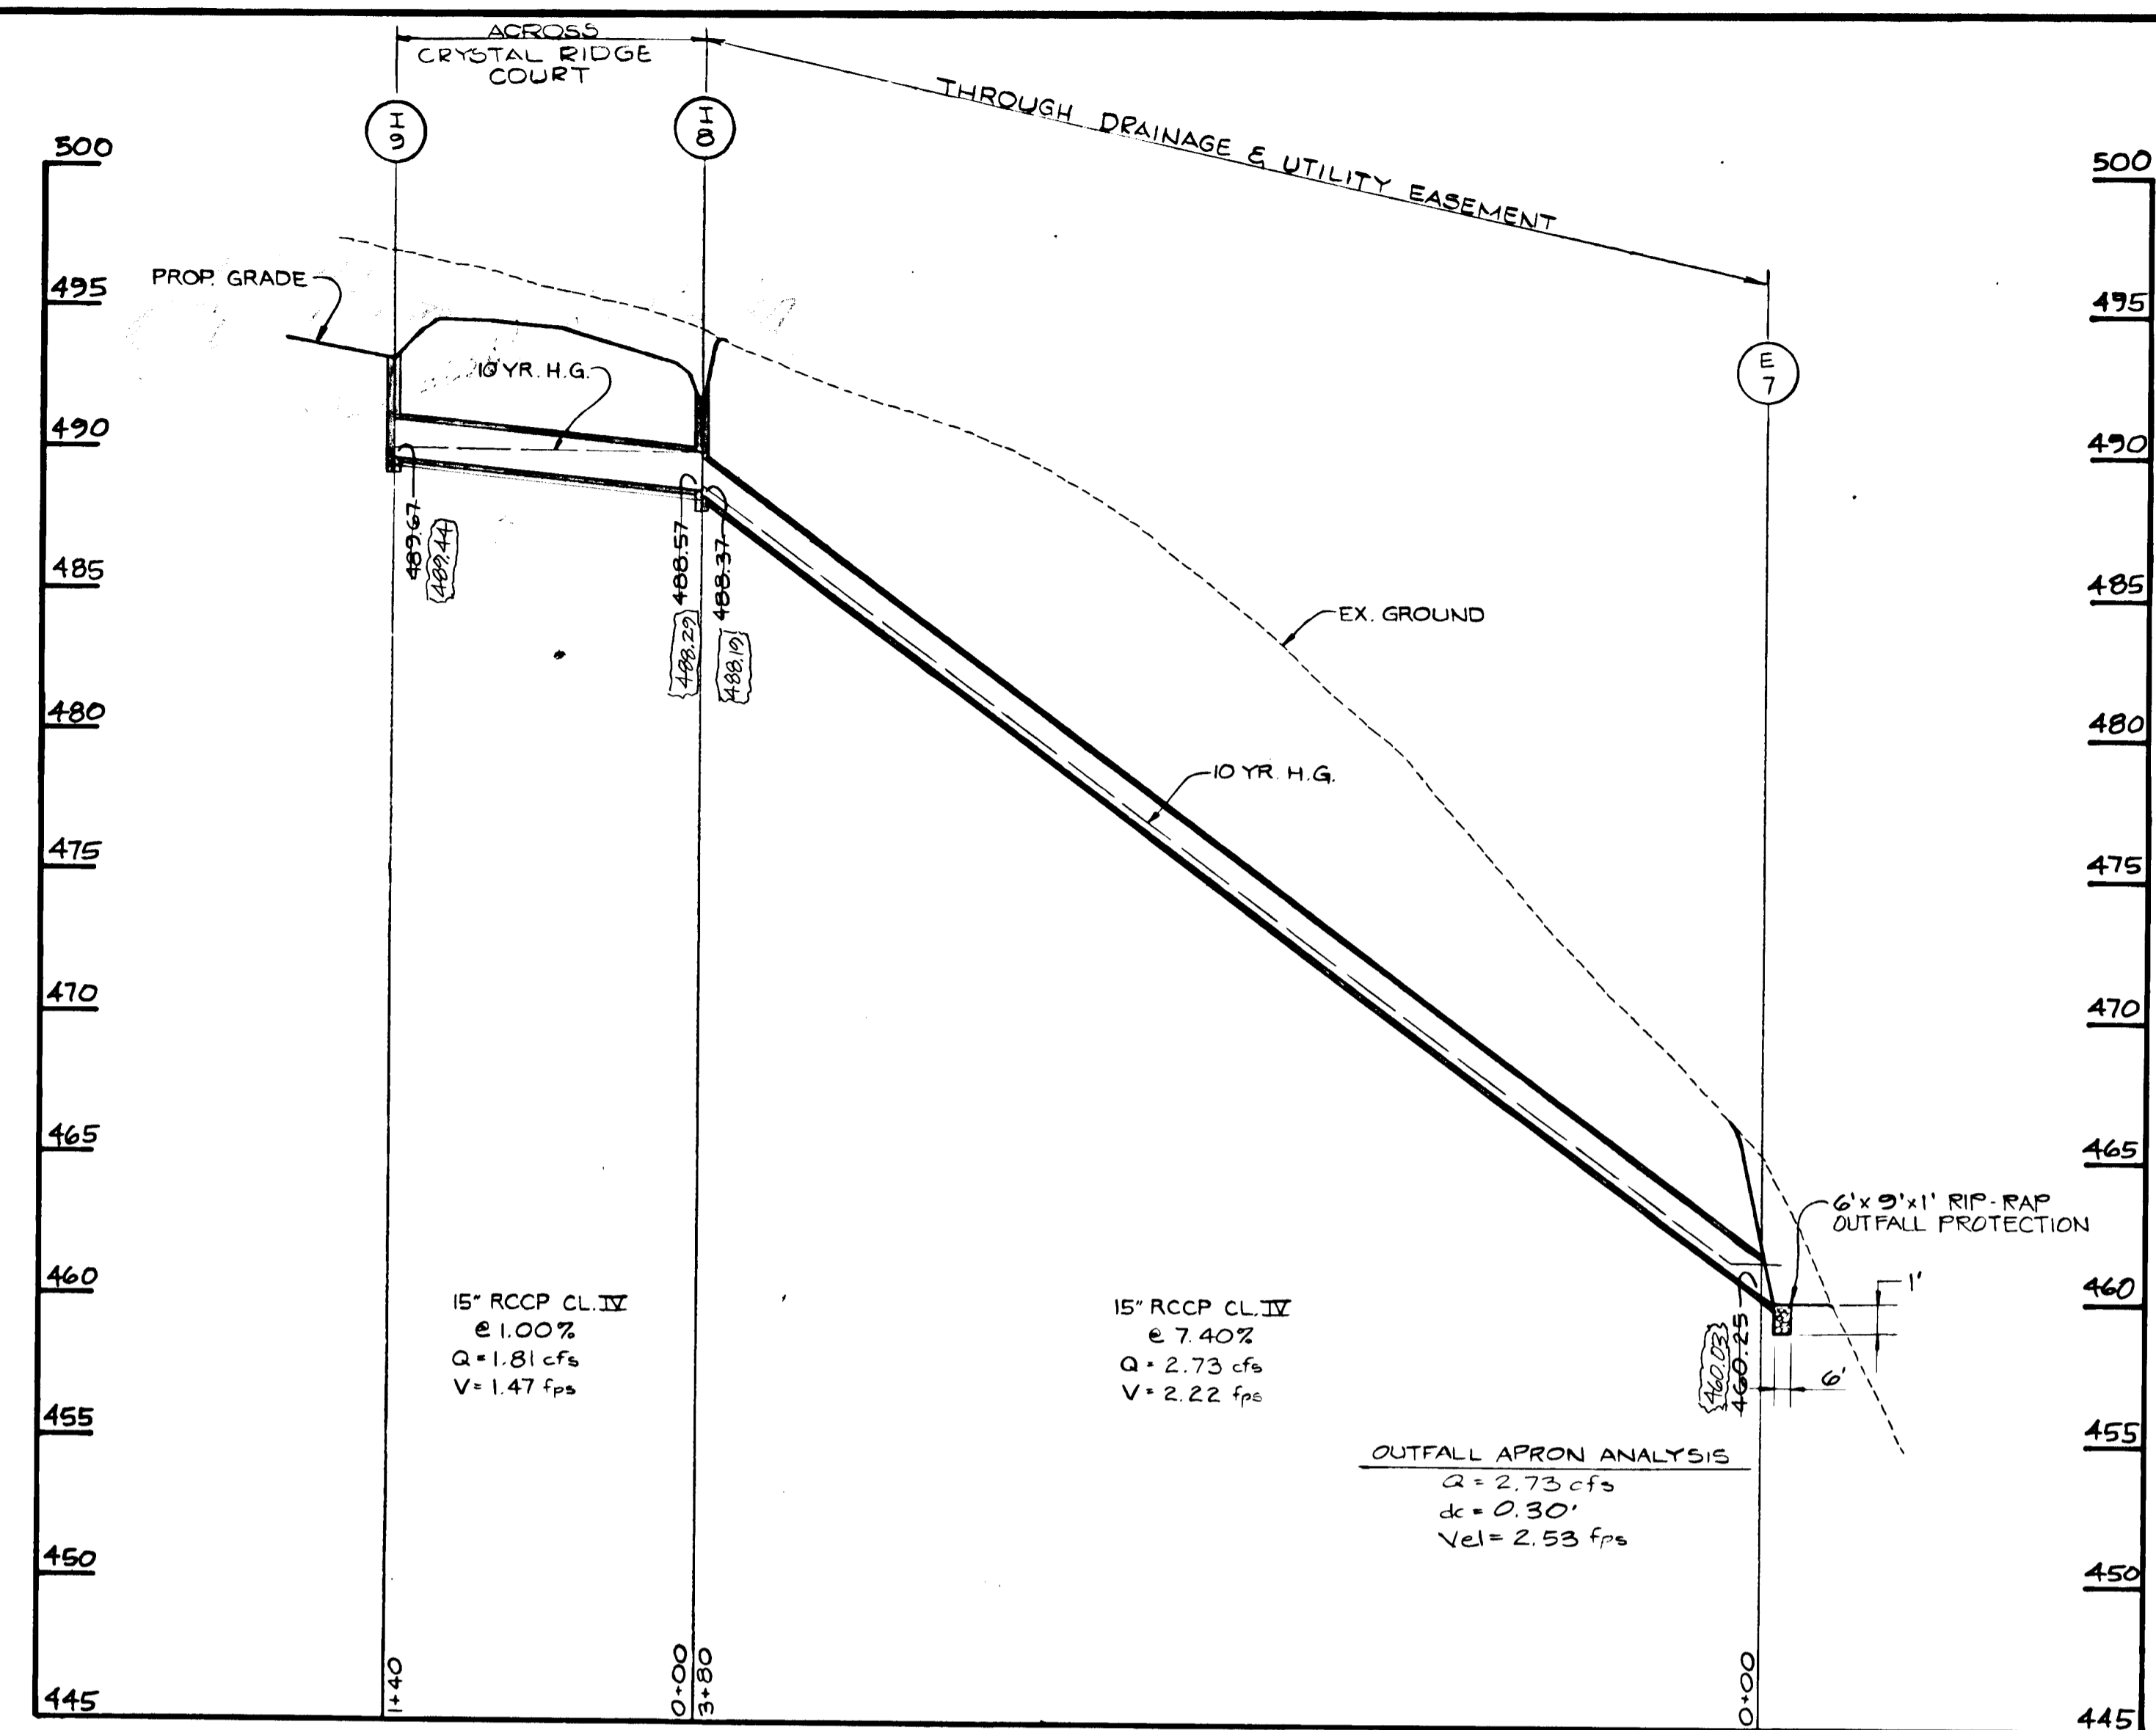 ACROSS
CRYSTAL RIDGE
COURT
THROUGH DRAINAGE & UTILITY EASEMENT
I
9
I
8
E
7
500
495
490
485
480
475
470
465
460
455
450
445
500
495
490
485
480
475
470
465
460
455
450
445
PROP. GRADE
10 YR. H.G.
489.67
489.44
488.57
488.29
488.37
488.19
EX. GROUND
10 YR. H.G.
6'x 9'x1' RIP-RAP
OUTFALL PROTECTION
1'
6'
460.25
460.03
15" RCCP CL. IV
@ 1.00%
Q = 1.81 cfs
V = 1.47 fps
15" RCCP CL. IV
@ 7.40%
Q = 2.73 cfs
V = 2.22 fps
OUTFALL APRON ANALYSIS
Q = 2.73 cfs
dc = 0.30'
Vel = 2.53 fps
1+40
0+00
3+80
0+00